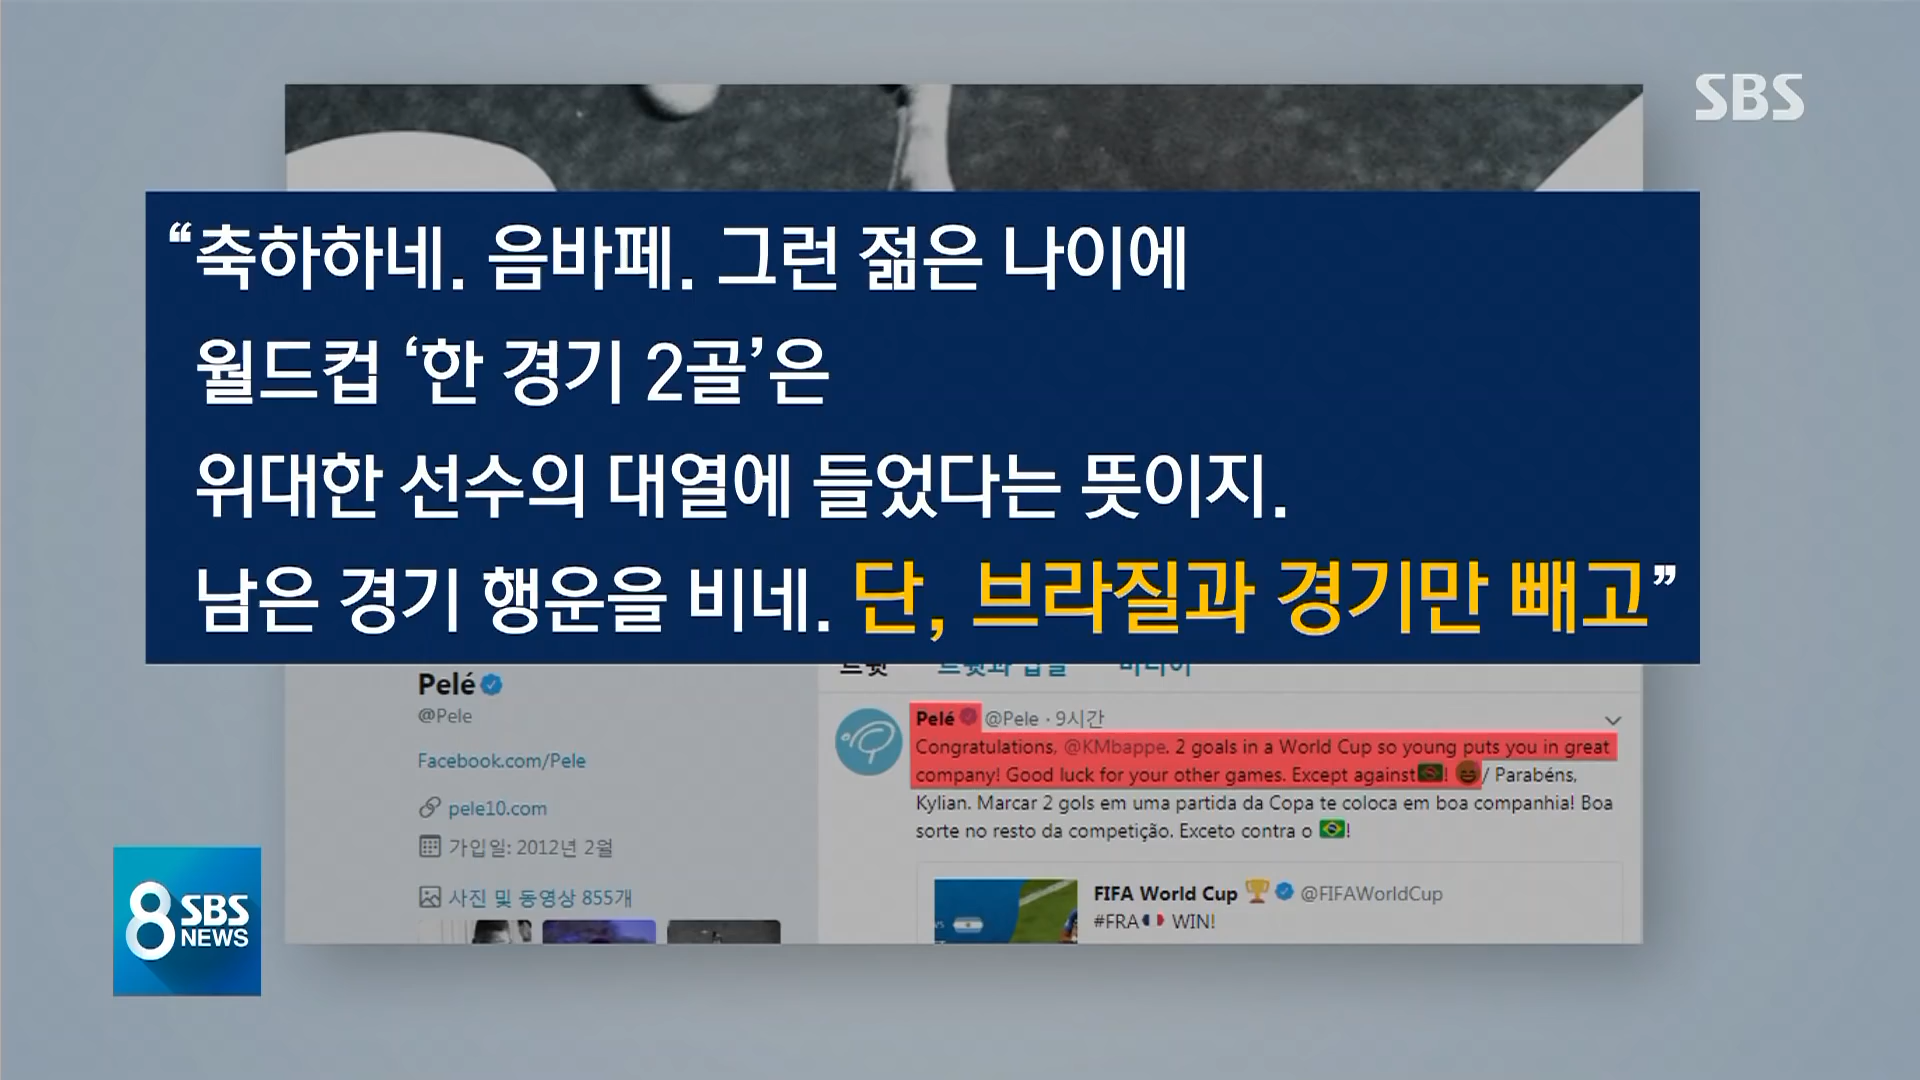 SBS
“축하하네. 음바페. 그런 젊은 나이에
월드컵 ‘한 경기 2골’은
위대한 선수의 대열에 들었다는 뜻이지.
남은 경기 행운을 비네. 단, 브라질과 경기만 빼고”
Pelé
@Pele
Facebook.com/Pele
pele10.com
가입일: 2012년 2월
사진 및 동영상 855개
Pelé @Pele · 9시간
Congratulations, @KMbappe. 2 goals in a World Cup so young puts you in great
company! Good luck for your other games. Except against🇧🇷! 😄/ Parabéns,
Kylian. Marcar 2 gols em uma partida da Copa te coloca em boa companhia! Boa
sorte no resto da competição. Exceto contra o 🇧🇷!
FIFA World Cup 🏆 @FIFAWorldCup
#FRA🇫🇷 WIN!
8 SBS
NEWS